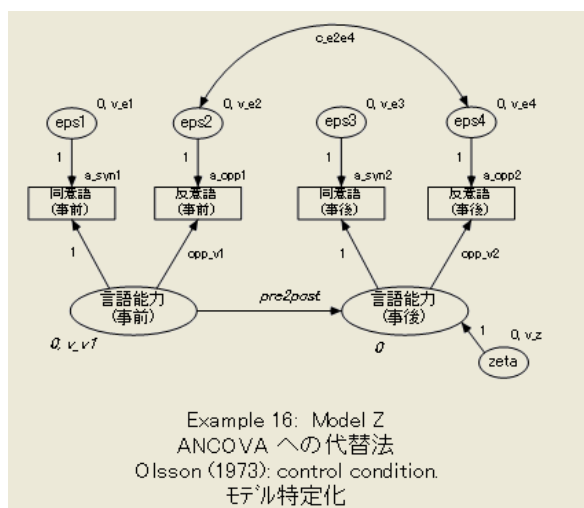 c_e2e4
0, v_e1
0, v_e2
0, v_e3
0, v_e4
eps1
eps2
eps3
eps4
1
1
1
1
a_syn1
a_opp1
a_syn2
a_opp2
同意語
(事前)
反意語
(事前)
同意語
(事後)
反意語
(事後)
1
opp_v1
1
opp_v2
言語能力
(事前)
pre2post
言語能力
(事後)
0, v_v1
0
1
0, v_z
zeta
Example 16: Model Z
ANCOVA への代替法
Olsson (1973): control condition.
モデル特定化